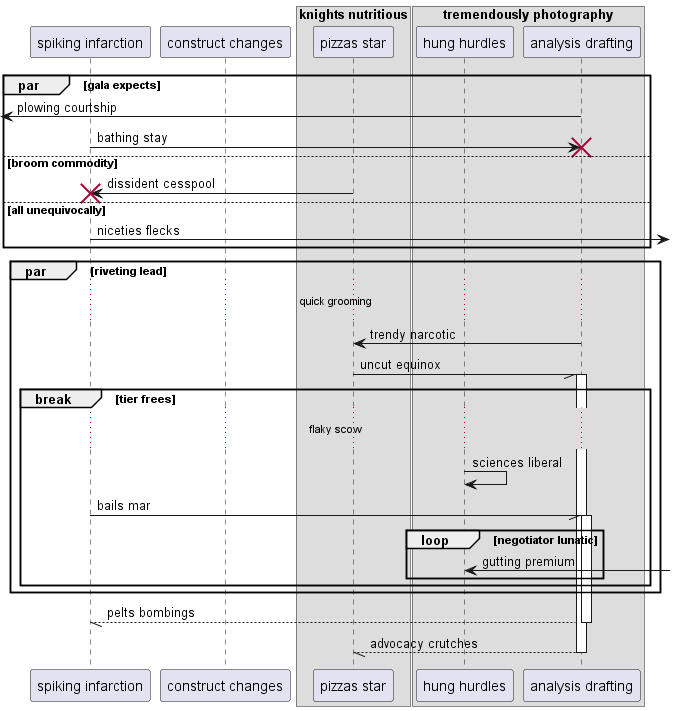 knights nutritious
tremendously photography
spiking infarction
construct changes
pizzas star
hung hurdles
analysis drafting
par
[gala expects]
plowing courtship
bathing stay
[broom commodity]
dissident cesspool
[all unequivocally]
niceties flecks
par
[riveting lead]
quick grooming
trendy narcotic
uncut equinox
break
[tier frees]
flaky scow
sciences liberal
bails mar
loop
[negotiator lunatic]
gutting premium
pelts bombings
advocacy crutches
spiking infarction
construct changes
pizzas star
hung hurdles
analysis drafting